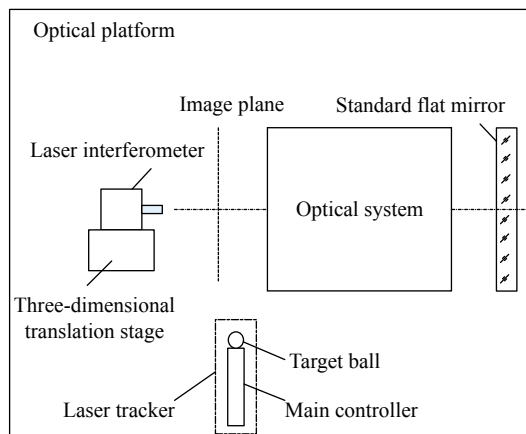 Optical platform
Image plane
Standard flat mirror
Laser interferometer
Optical system
Three-dimensional
translation stage
Target ball
Laser tracker
Main controller